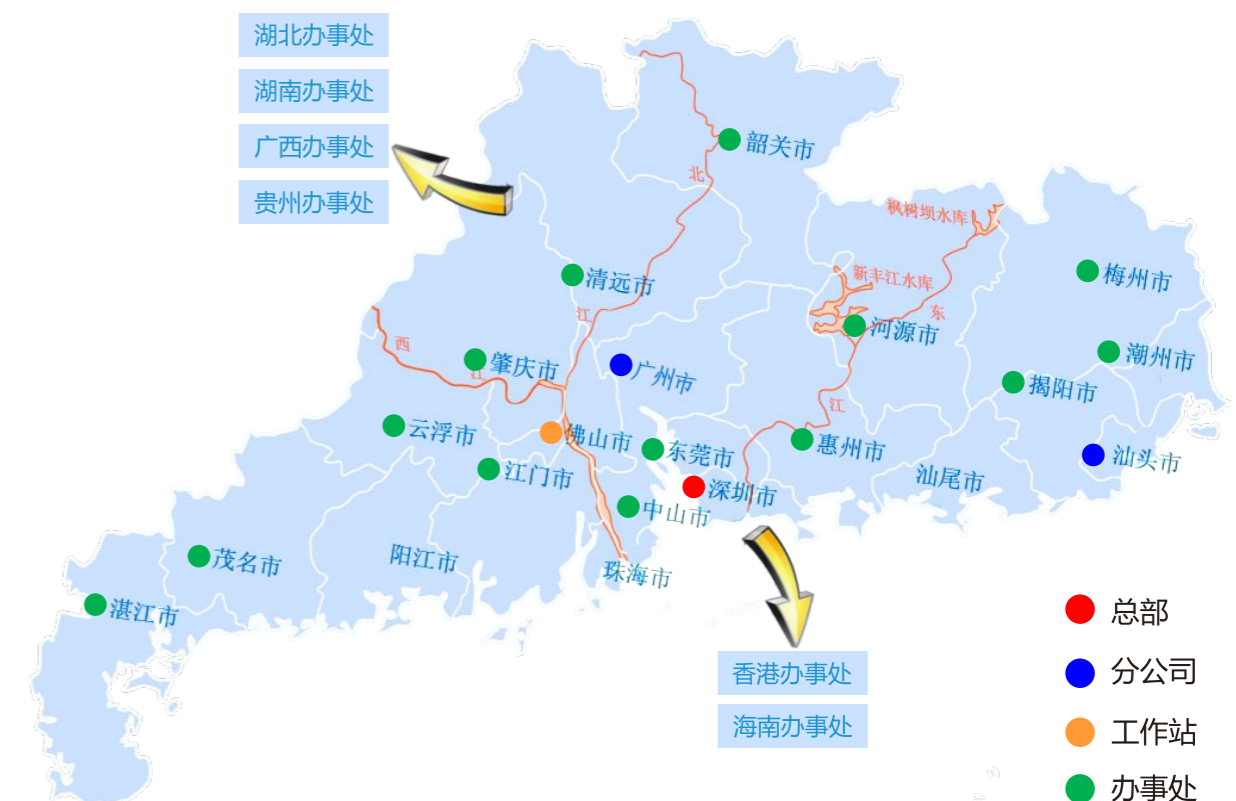 湖北办事处
湖南办事处
广西办事处
贵州办事处
韶关市
北
枫树坝水库
梅州市
清远市
新丰江水库
江
东
河源市
西
肇庆市
江
广州市
潮州市
揭阳市
江
云浮市
佛山市
东莞市
惠州市
汕头市
江门市
深圳市
汕尾市
中山市
茂名市
阳江市
珠海市
湛江市
香港办事处
海南办事处
总部
分公司
工作站
办事处